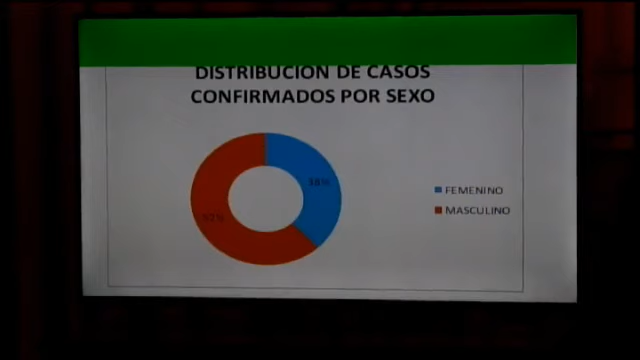 DISTRIBUCION DE CASOS
CONFIRMADOS POR SEXO
38%
62%
FEMENINO
MASCULINO